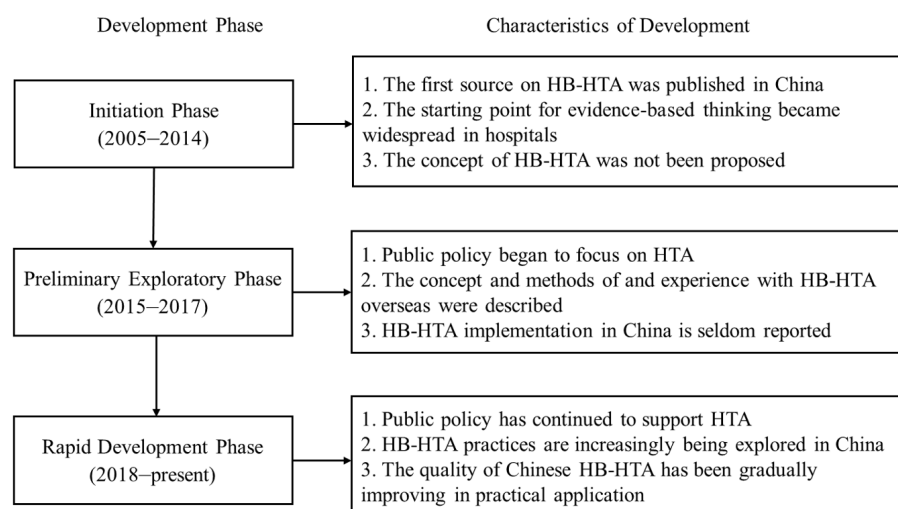 Development Phase
Characteristics of Development
Initiation Phase
(2005–2014)
1. The first source on HB-HTA was published in China
2. The starting point for evidence-based thinking became
widespread in hospitals
3. The concept of HB-HTA was not been proposed
Preliminary Exploratory Phase
(2015–2017)
1. Public policy began to focus on HTA
2. The concept and methods of and experience with HB-HTA
overseas were described
3. HB-HTA implementation in China is seldom reported
Rapid Development Phase
(2018–present)
1. Public policy has continued to support HTA
2. HB-HTA practices are increasingly being explored in China
3. The quality of Chinese HB-HTA has been gradually
improving in practical application